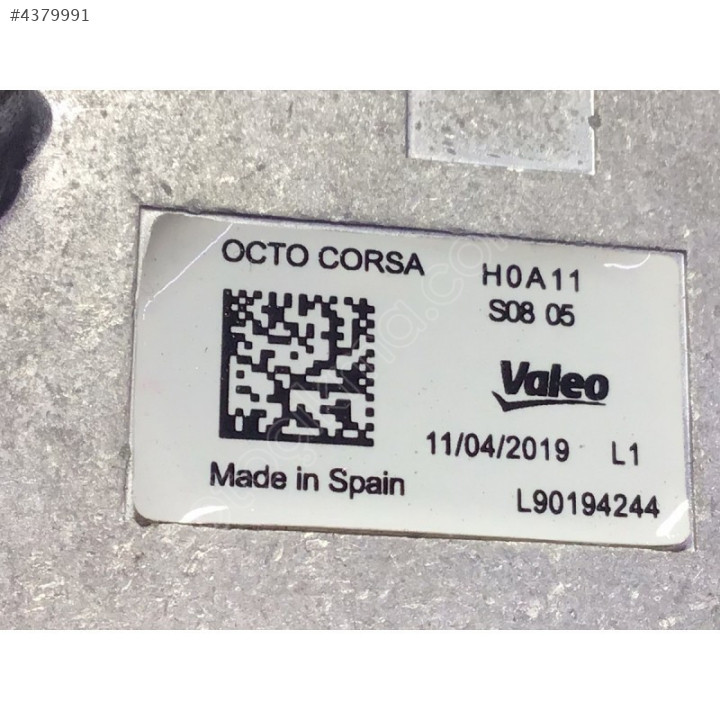 #4379991
OCTO CORSA
H0A11
S08 05
Valeo
11/04/2019 L1
Made in Spain
L90194244